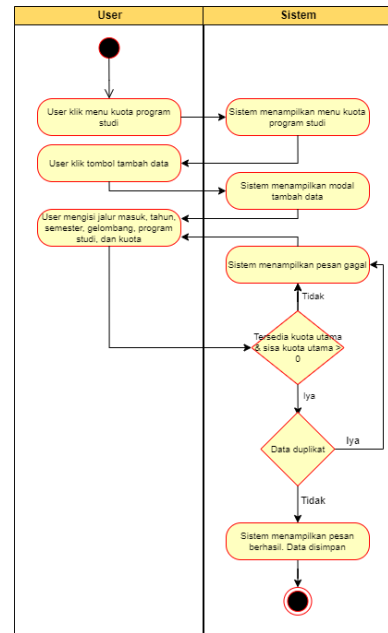 User
Sistem
User klik menu kuota program
studi
Sistem menampilkan menu kuota
program studi
User klik tombol tambah data
Sistem menampilkan modal
tambah data
User mengisi jalur masuk, tahun,
semester, gelombang, program
studi, dan kuota
Sistem menampilkan pesan gagal
Tidak
Tersedia kuota utama
& sisa kuota utama >
0
Iya
Data duplikat
Iya
Tidak
Sistem menampilkan pesan
berhasil. Data disimpan